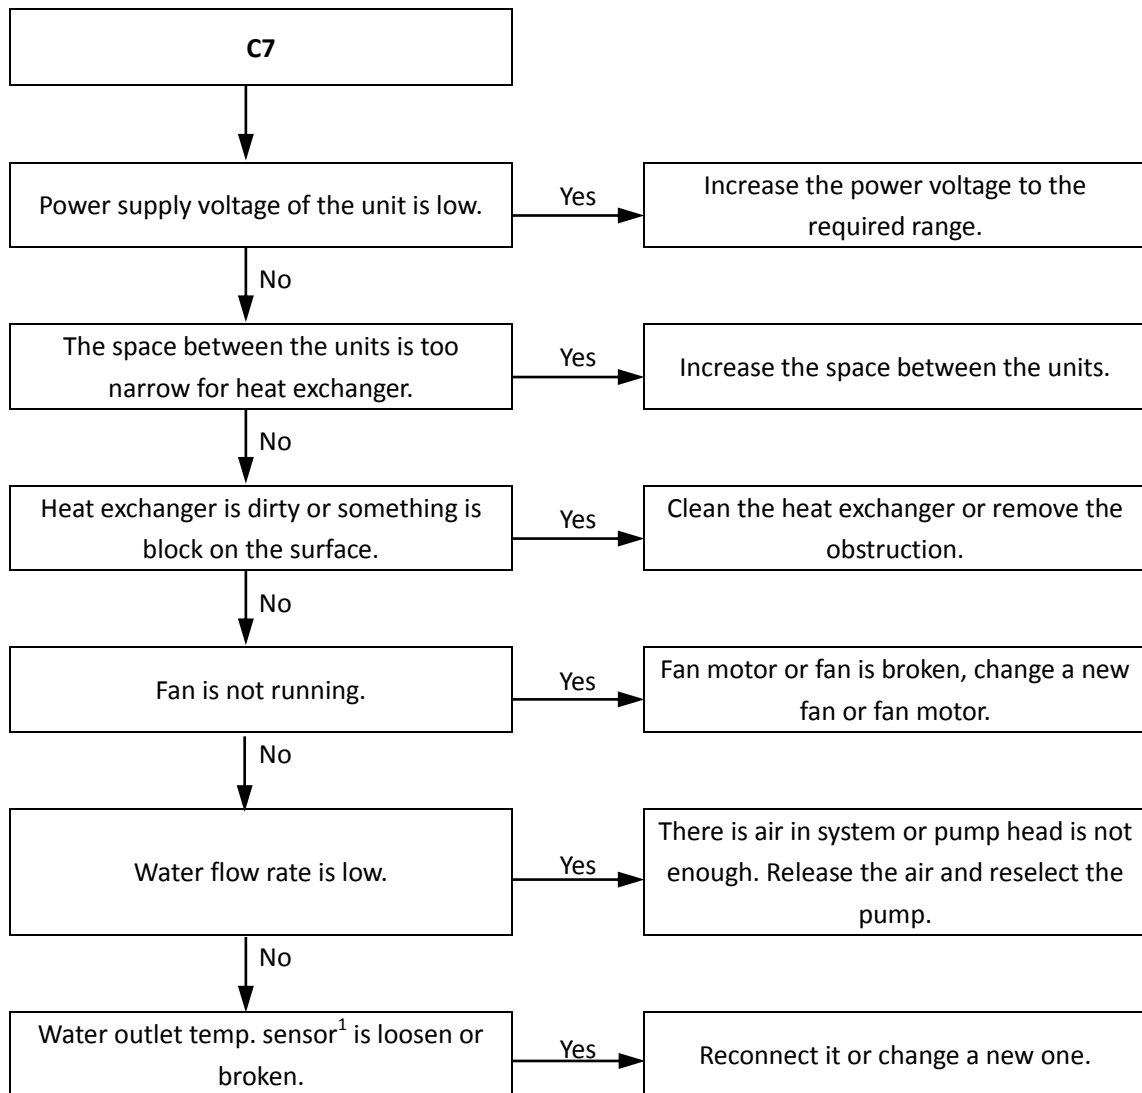 C7
Power supply voltage of the unit is low.
Yes
Increase the power voltage to the
required range.
No
The space between the units is too
narrow for heat exchanger.
Yes
Increase the space between the units.
No
Heat exchanger is dirty or something is
block on the surface.
Yes
Clean the heat exchanger or remove the
obstruction.
No
Fan is not running.
Yes
Fan motor or fan is broken, change a new
fan or fan motor.
No
Water flow rate is low.
Yes
There is air in system or pump head is not
enough. Release the air and reselect the
pump.
No
Water outlet temp. sensor¹ is loosen or
broken.
Yes
Reconnect it or change a new one.